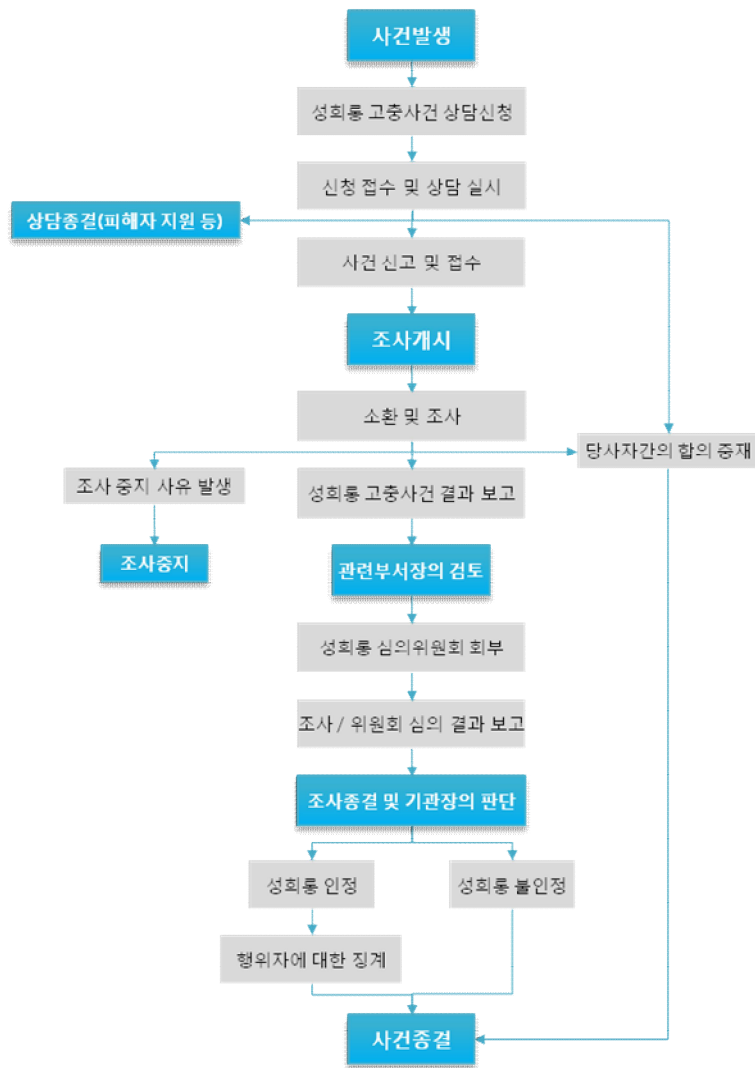 사건발생
성희롱 고충사건 상담신청
신청 접수 및 상담 실시
상담종결(피해자 지원 등)
사건 신고 및 접수
조사개시
소환 및 조사
당사자간의 합의 중재
조사 중지 사유 발생
성희롱 고충사건 결과 보고
조사중지
관련부서장의 검토
성희롱 심의위원회 회부
조사 / 위원회 심의 결과 보고
조사종결 및 기관장의 판단
성희롱 인정
성희롱 불인정
행위자에 대한 징계
사건종결